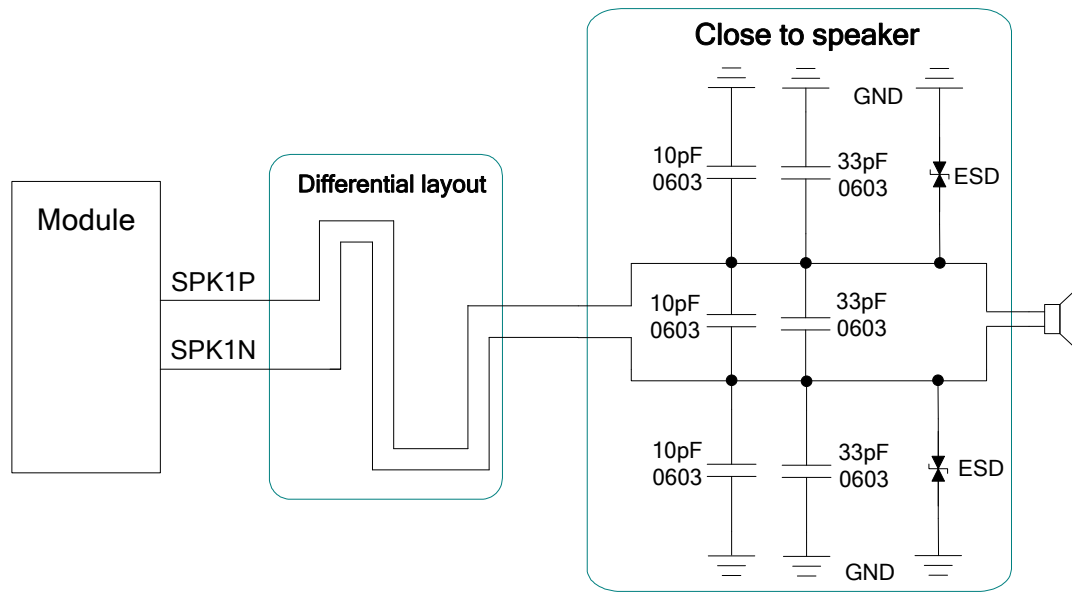 Close to speaker
GND
10pF
0603
33pF
0603
ESD
Differential layout
Module
SPK1P
SPK1N
10pF
0603
33pF
0603
10pF
0603
33pF
0603
ESD
GND